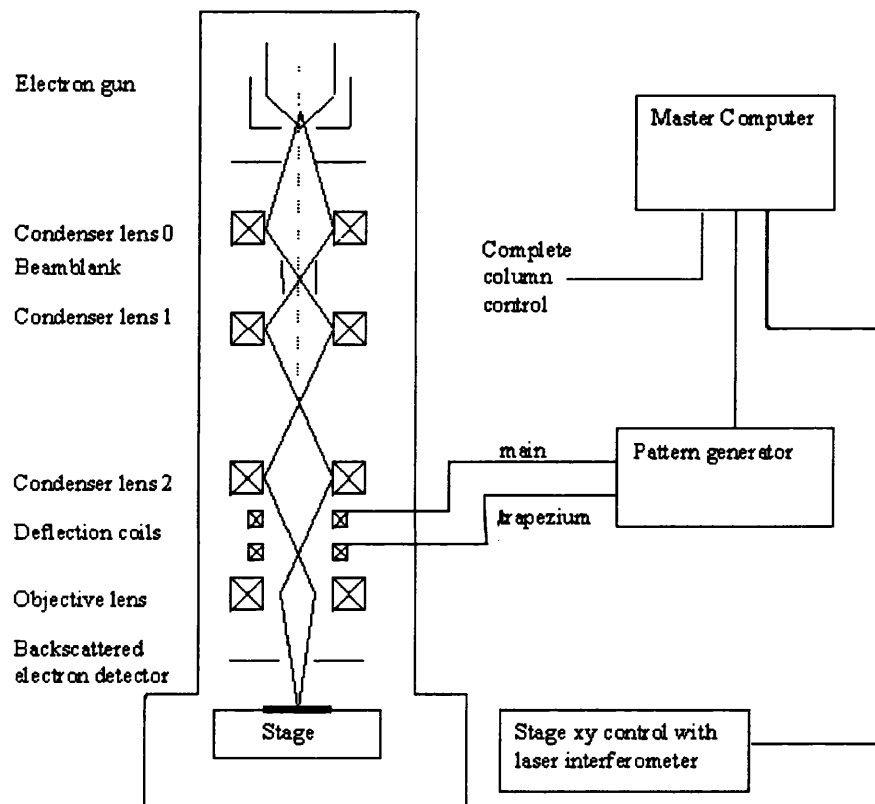 Electron gun
Condenser lens 0
Beamblank
Condenser lens 1
Condenser lens 2
Deflection coils
Objective lens
Backscattered
electron detector
Stage
Master Computer
Complete
column
control
main
Pattern generator
trapezium
Stage xy control with
laser interferometer